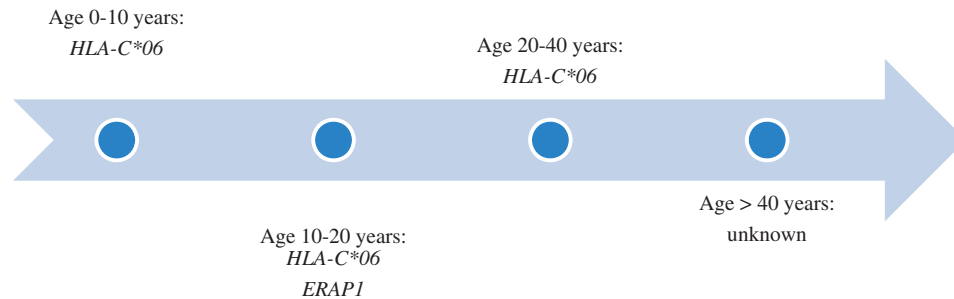 Age 0-10 years:
HLA-C*06
Age 10-20 years:
HLA-C*06
ERAP1
Age 20-40 years:
HLA-C*06
Age > 40 years:
unknown